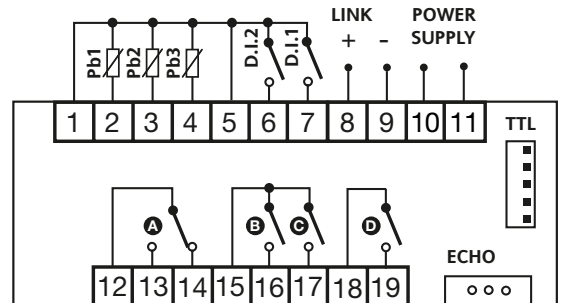 LINK POWER
+ - SUPPLY
Pb1 Pb2 Pb3 D.I.2 D.I.1
1 2 3 4 5 6 7 8 9 10 11
TTL
A B C D
ECHO
12 13 14 15 16 17 18 19